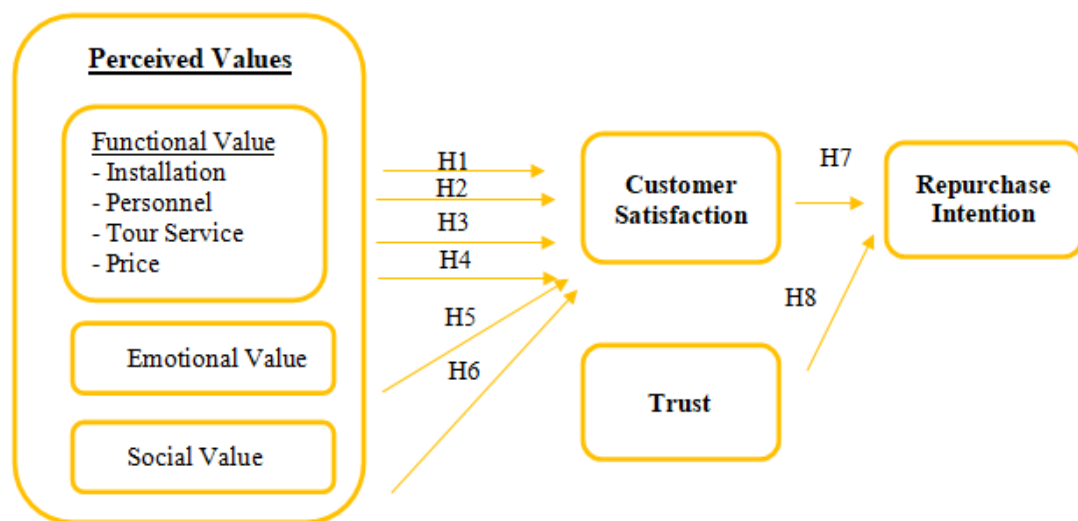 Perceived Values
Functional Value
- Installation
- Personnel
- Tour Service
- Price
Emotional Value
Social Value
H1
H2
H3
H4
H5
H6
Customer
Satisfaction
Trust
H7
H8
Repurchase
Intention